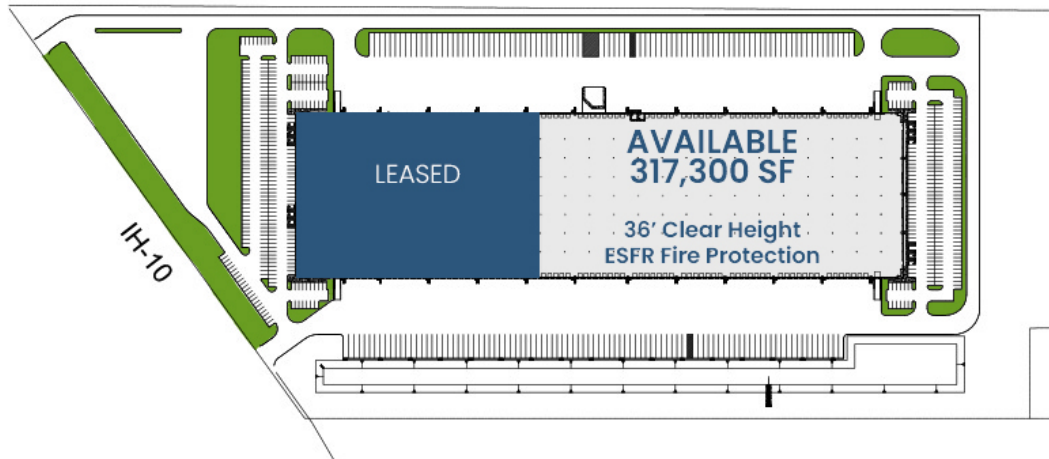 LEASED
AVAILABLE
317,300 SF
36’ Clear Height
ESFR Fire Protection
IH-10